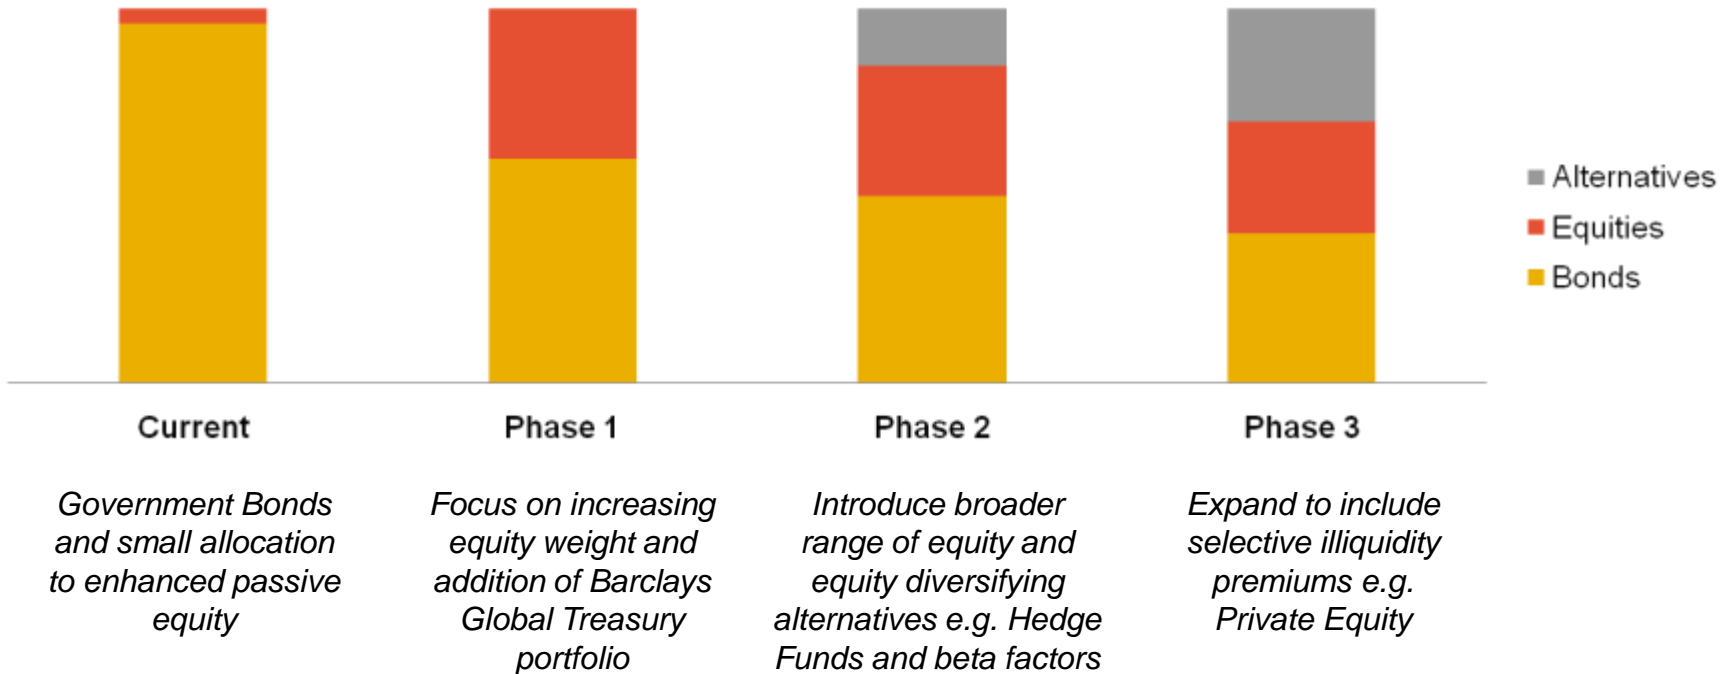 Alternatives
Equities
Bonds
Current
Phase 1
Phase 2
Phase 3
Government Bonds
and small allocation
to enhanced passive
equity
Focus on increasing
equity weight and
addition of Barclays
Global Treasury
portfolio
Introduce broader
range of equity and
equity diversifying
alternatives e.g. Hedge
Funds and beta factors
Expand to include
selective illiquidity
premiums e.g.
Private Equity